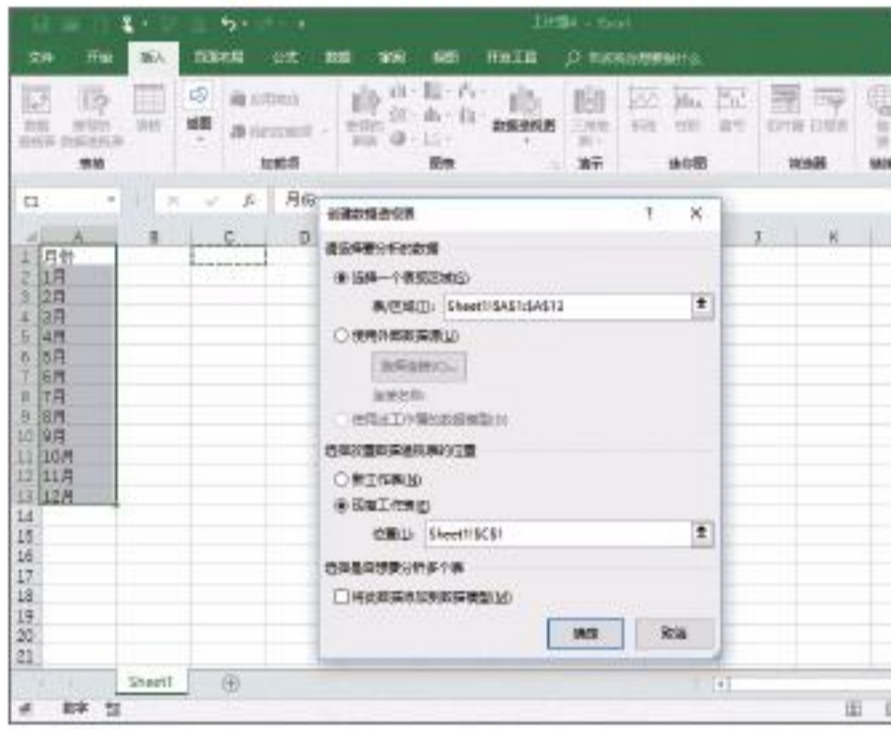 工作簿4 - Excel
文件 开始 插入 页面布局 公式 数据 审阅 视图 开发工具 告诉我你想要做什么
数据透视表 推荐的数据透视表 表格 插图 数据透视图 三维地图 折线 柱形 盈亏 切片器 日程表
表格 加载项 图表 演示 迷你图 筛选器
C1 月份
A B C D J K
1 月份
2 1月
3 2月
4 3月
5 4月
6 5月
7 6月
8 7月
9 8月
10 9月
11 10月
12 11月
13 12月
14
15
16
17
18
19
20
21
创建数据透视表 ? ×
请选择要分析的数据
选择一个表或区域(S)
表/区域(T): Sheet1!$A$1:$A$13
使用外部数据源(U)
选择连接(C)...
连接名称:
使用此工作簿的数据模型(D)
选择放置数据透视表的位置
新工作表(N)
现有工作表(E)
位置(L): Sheet1!$C$1
选择是否想要分析多个表
将此数据添加到数据模型(M)
确定 取消
Sheet1
数字